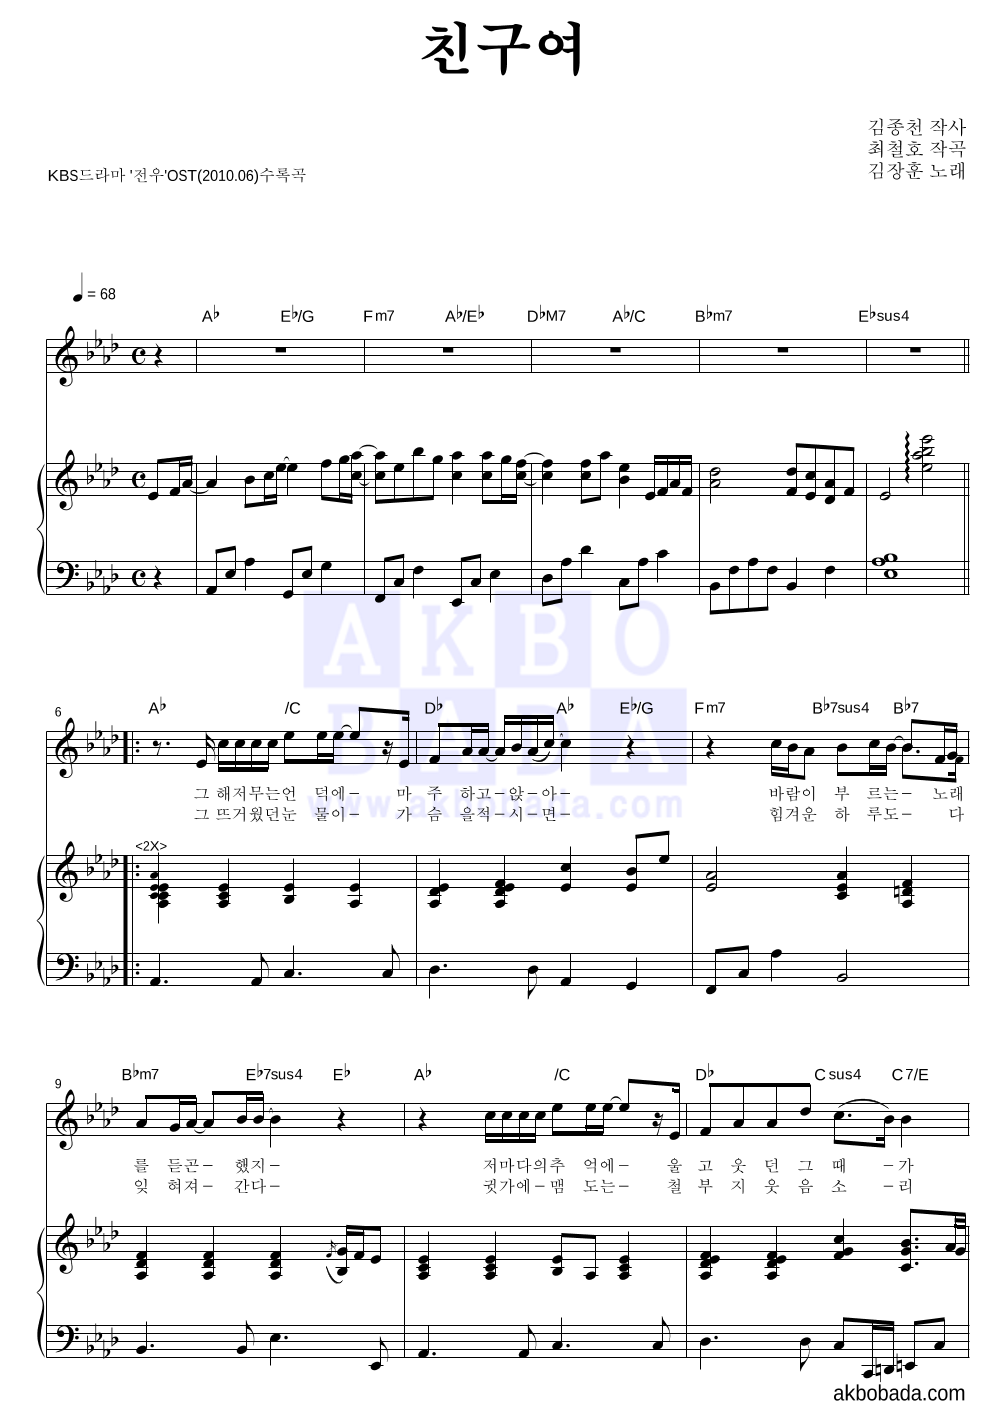 친구여
김종천 작사
최철호 작곡
KBS드라마 '전우'OST(2010.06)수록곡
김장훈 노래
= 68
A♭ E♭/G Fm7 A♭/E♭ D♭M7 A♭/C B♭m7 E♭sus4
AKBO
BADA
www.akbobada.com
6 A♭ /C D♭ A♭ E♭/G Fm7 B♭7sus4 B♭7
그 해저무는언 덕에– 마 주 하고–앉–아– 바람이 부 르는– 노래
그 뜨거웠던눈 물이– 가 슴 을적–시–면– 힘겨운 하 루도– 다
<2X>
9 B♭m7 E♭7sus4 E♭ A♭ /C D♭ Csus4 C7/E
를 듣곤– 했지– 저마다의추 억에– 울 고 웃 던 그 때 –가
잊 혀져– 간다– 귓가에–맴 도는– 철 부 지 웃 음 소 –리
akbobada.com